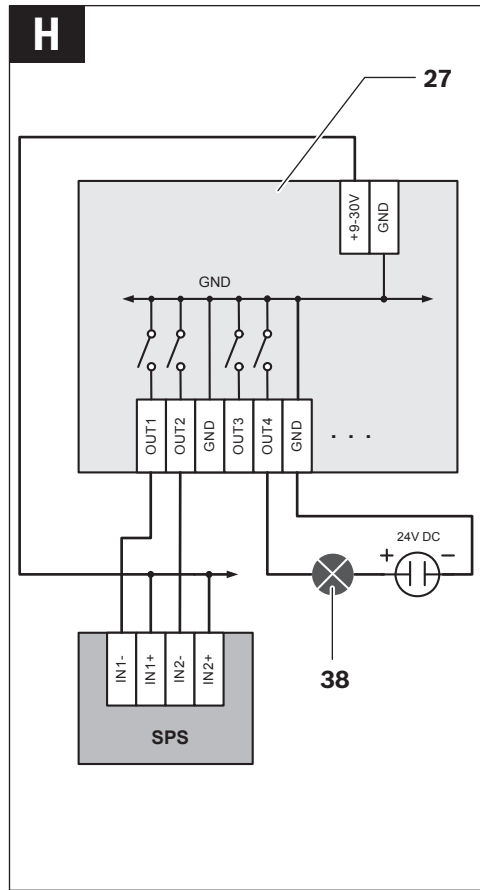 H
27
+9-30V
GND
GND
OUT1
OUT2
GND
OUT3
OUT4
GND
. . .
24V DC
+
−
38
IN1-
IN1+
IN2-
IN2+
SPS